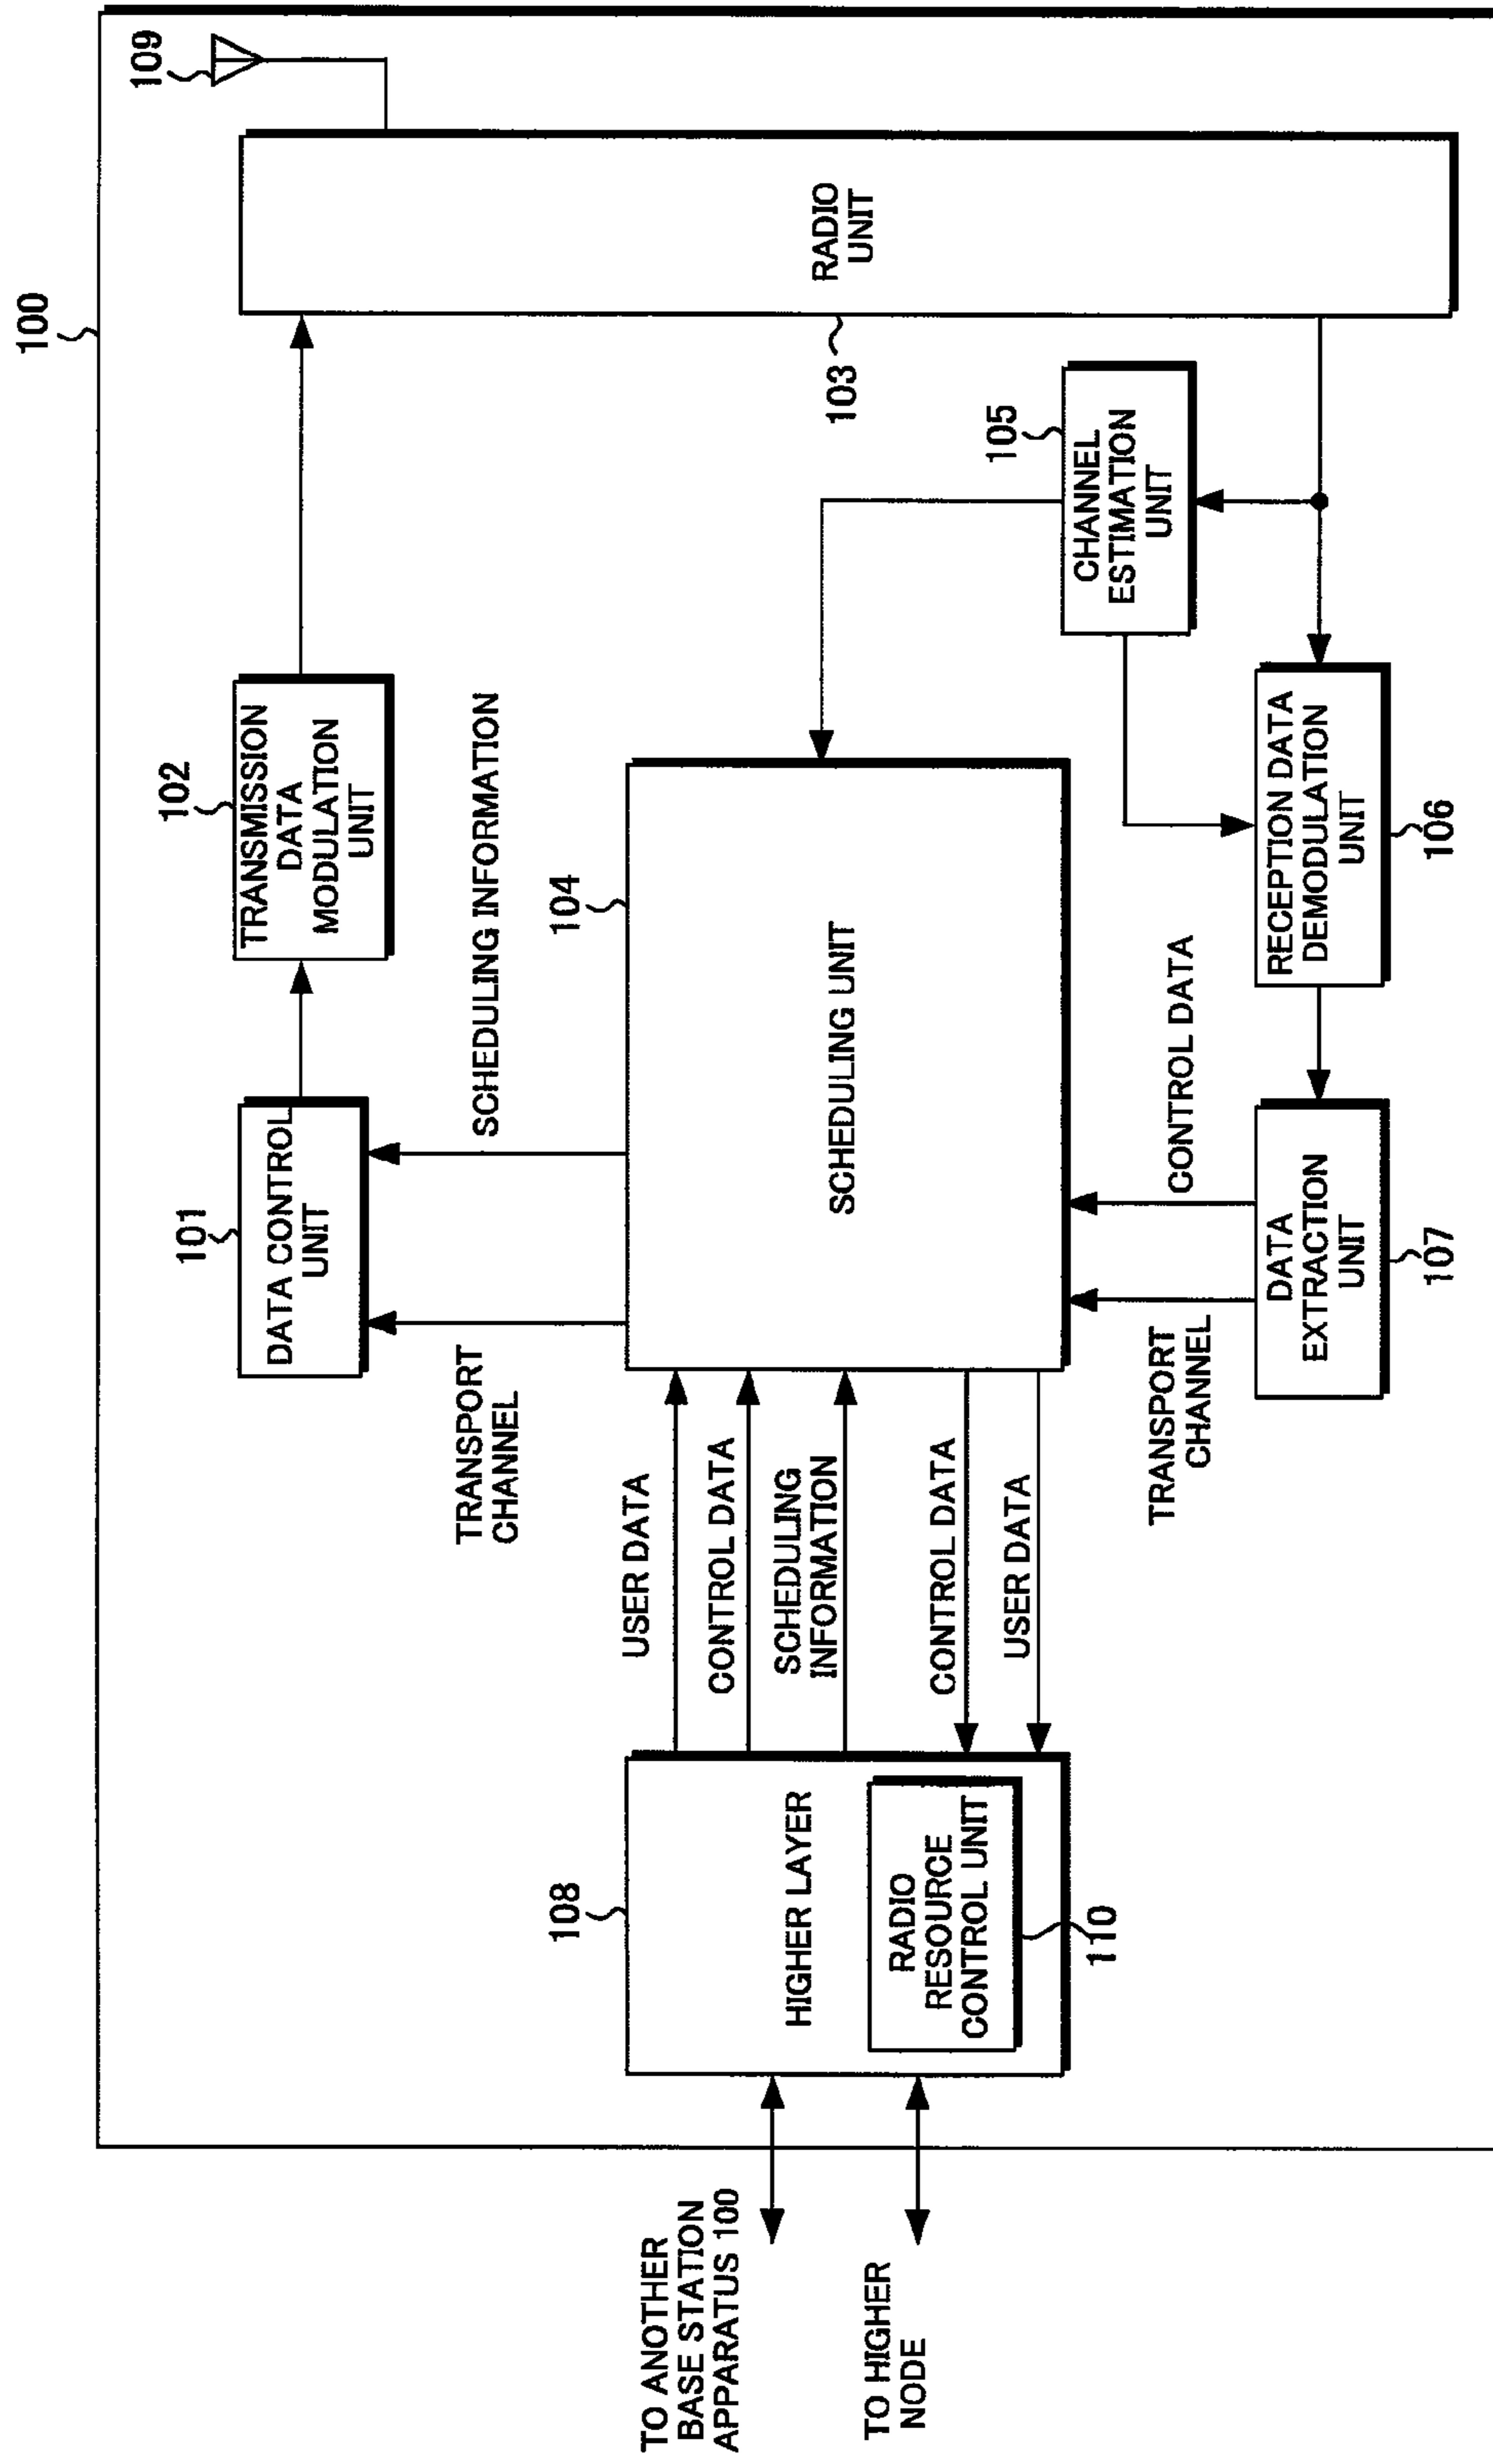 100
109
101
DATA CONTROL
UNIT
102
TRANSMISSION
DATA
MODULATION
UNIT
RADIO
UNIT
103
TRANSPORT
CHANNEL
SCHEDULING INFORMATION
108
HIGHER LAYER
RADIO
RESOURCE
CONTROL UNIT
110
TO ANOTHER
BASE STATION
APPARATUS 100
TO HIGHER
NODE
USER DATA
CONTROL DATA
SCHEDULING
INFORMATION
CONTROL DATA
USER DATA
104
SCHEDULING UNIT
105
CHANNEL
ESTIMATION
UNIT
TRANSPORT
CHANNEL
CONTROL DATA
DATA
EXTRACTION
UNIT
107
RECEPTION DATA
DEMODULATION
UNIT
106